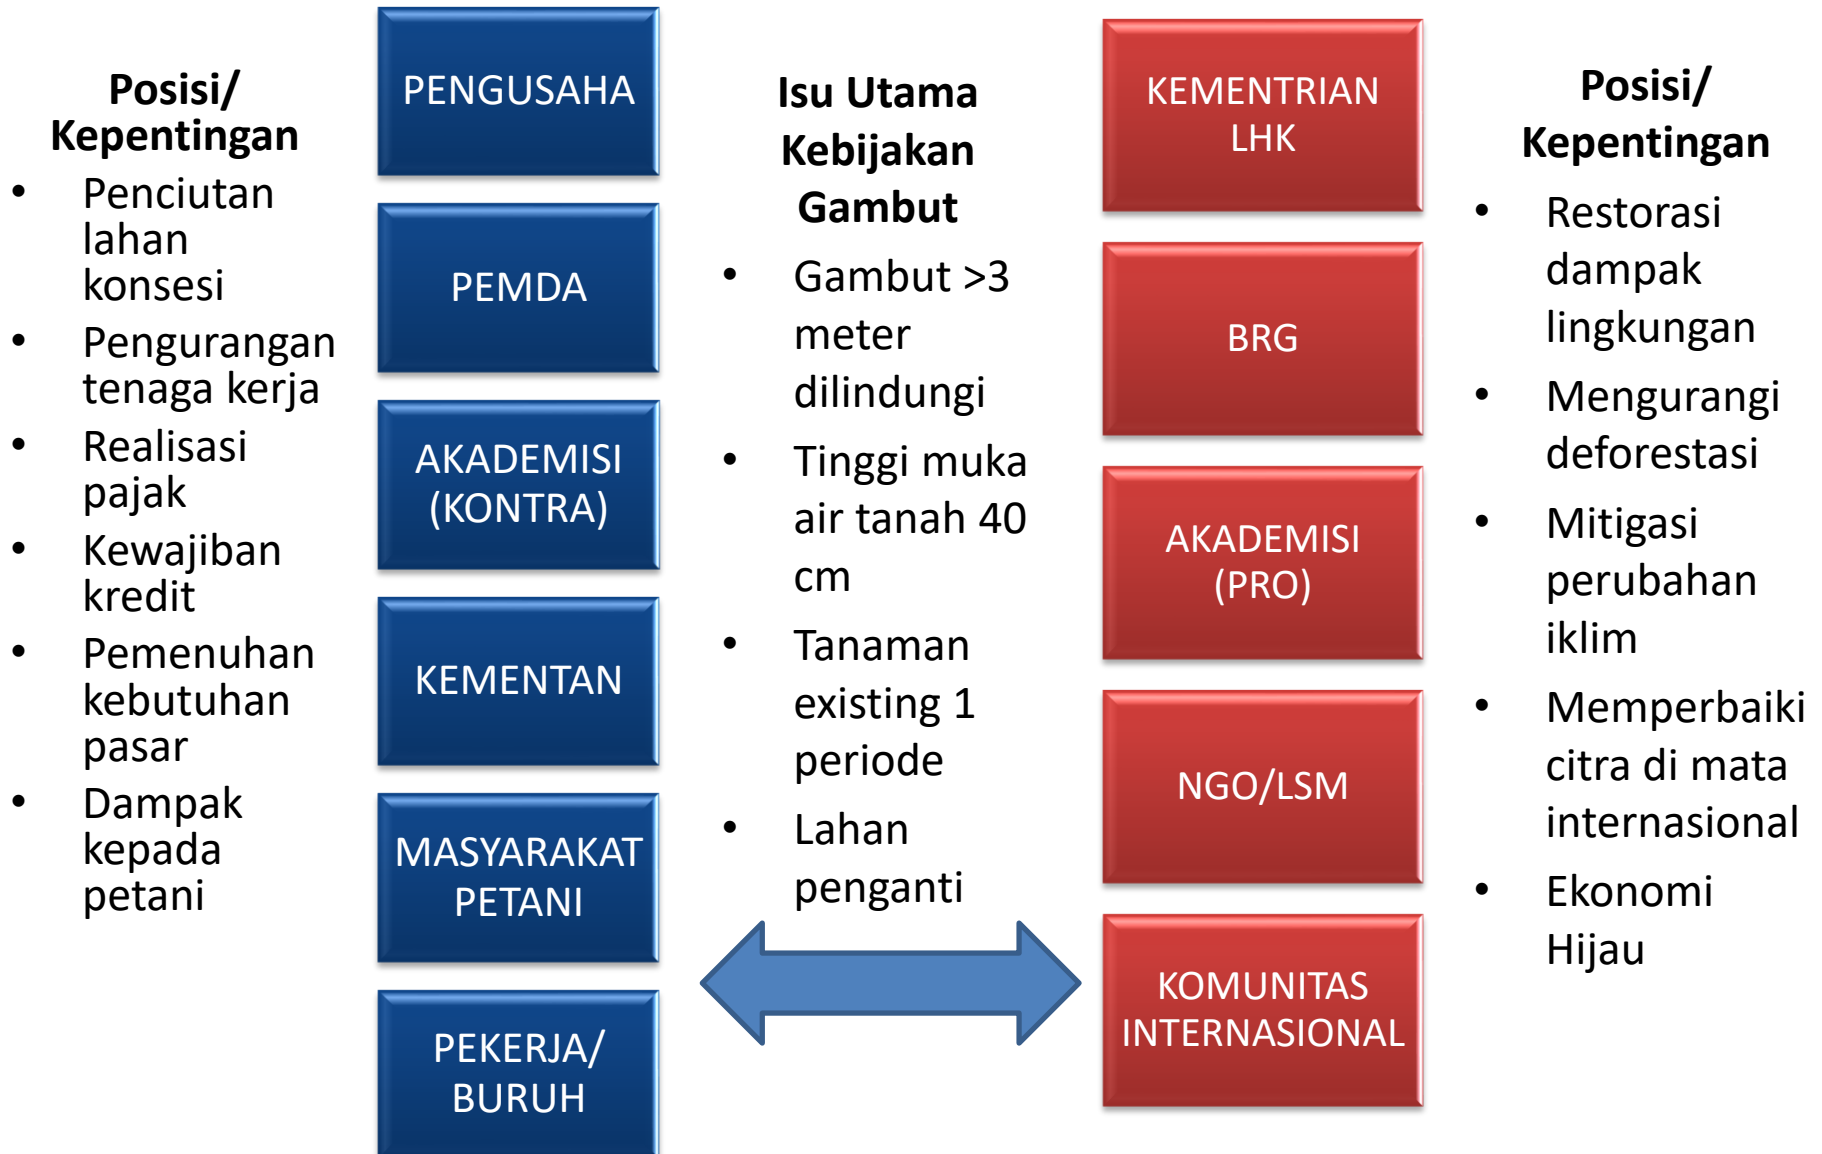 Posisi/
Kepentingan
• Penciutan
lahan
konsesi
• Pengurangan
tenaga kerja
• Realisasi
pajak
• Kewajiban
kredit
• Pemenuhan
kebutuhan
pasar
• Dampak
kepada
petani
PENGUSAHA
PEMDA
AKADEMISI
(KONTRA)
KEMENTAN
MASYARAKAT
PETANI
PEKERJA/
BURUH
Isu Utama
Kebijakan
Gambut
• Gambut >3
meter
dilindungi
• Tinggi muka
air tanah 40
cm
• Tanaman
existing 1
periode
• Lahan
penganti
KEMENTRIAN
LHK
BRG
AKADEMISI
(PRO)
NGO/LSM
KOMUNITAS
INTERNASIONAL
Posisi/
Kepentingan
• Restorasi
dampak
lingkungan
• Mengurangi
deforestasi
• Mitigasi
perubahan
iklim
• Memperbaiki
citra di mata
internasional
• Ekonomi
Hijau